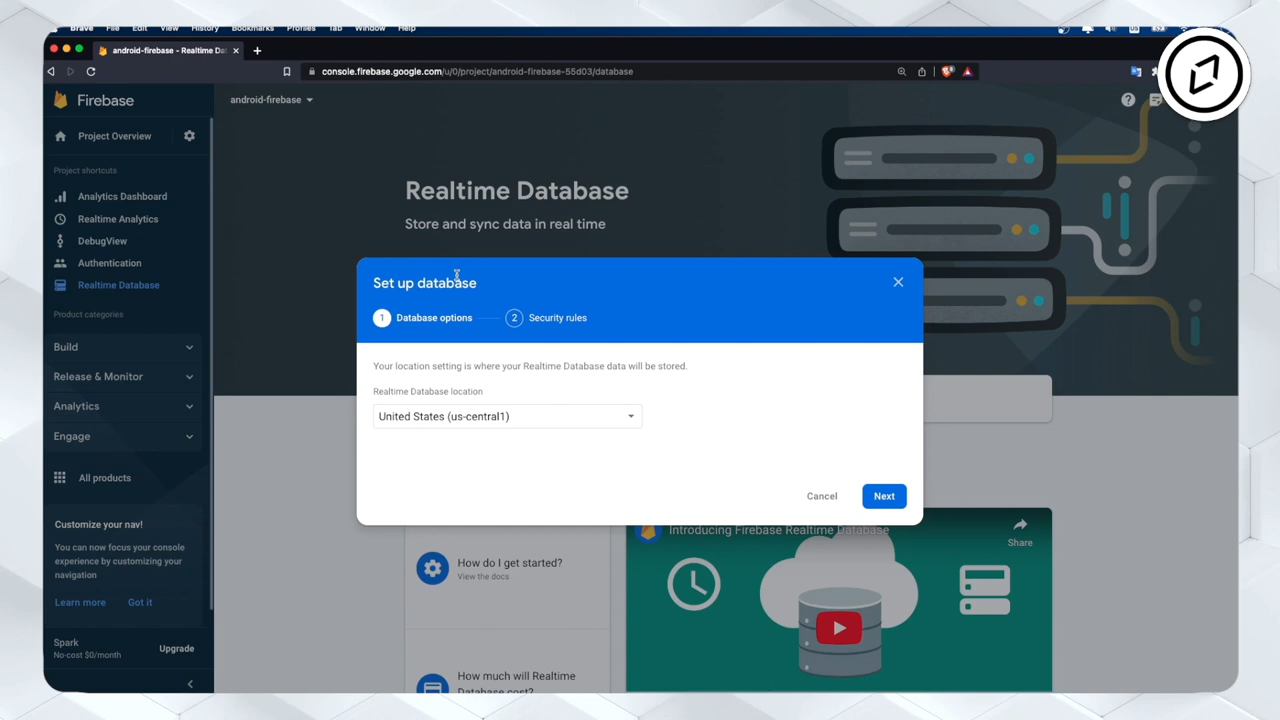 Brave File Edit View History Bookmarks Profiles Tab Window Help
android-firebase - Realtime Dat
console.firebase.google.com/u/0/project/android-firebase-55d03/database
Firebase
android-firebase
Project Overview
Project shortcuts
Analytics Dashboard
Realtime Analytics
DebugView
Authentication
Realtime Database
Product categories
Build
Release & Monitor
Analytics
Engage
All products
Customize your nav!
You can now focus your console
experience by customizing your
navigation
Learn more Got it
Spark
No-cost $0/month
Upgrade
Realtime Database
Store and sync data in real time
Set up database
1 Database options
2 Security rules
Your location setting is where your Realtime Database data will be stored.
Realtime Database location
United States (us-central1)
Cancel Next
How do I get started?
View the docs
How much will Realtime
Database cost?
Introducing Firebase Realtime Database
Share